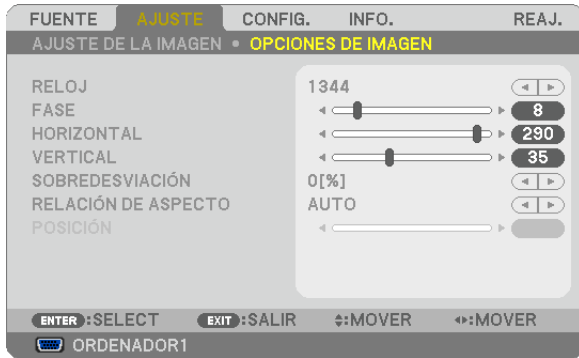 FUENTE AJUSTE CONFIG. INFO. REAJ.
AJUSTE DE LA IMAGEN • OPCIONES DE IMAGEN
RELOJ 1344
FASE 8
HORIZONTAL 290
VERTICAL 35
SOBREDESVIACIÓN 0[%]
RELACIÓN DE ASPECTO AUTO
POSICIÓN
ENTER :SELECT EXIT :SALIR :MOVER :MOVER
ORDENADOR1